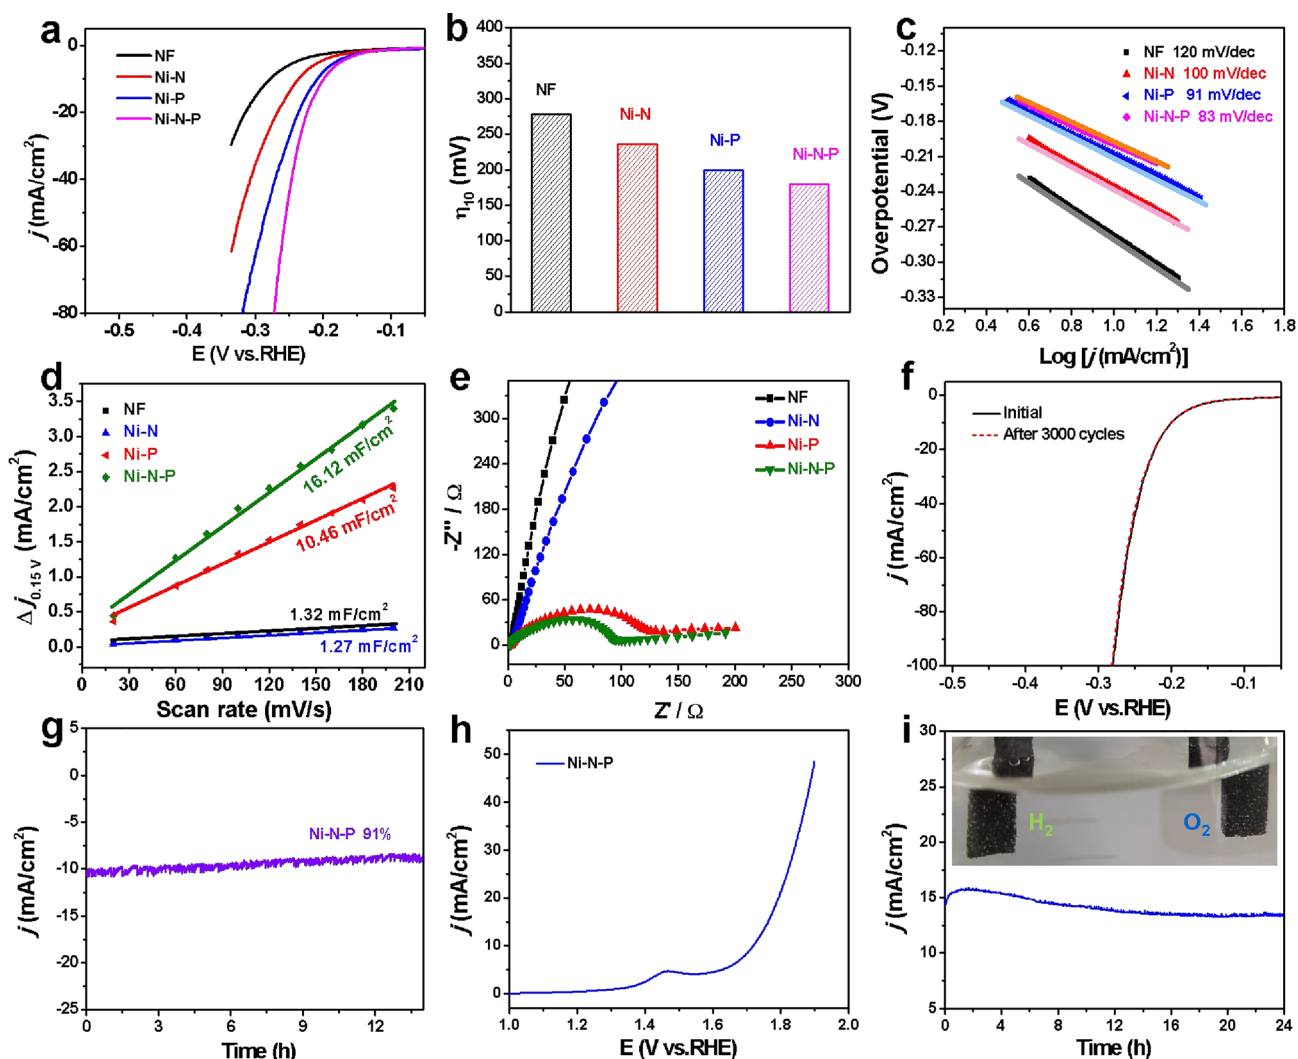 a
NF
Ni-N
Ni-P
Ni-N-P
0
-20
-40
-60
-80
j (mA/cm²)
-0.5
-0.4
-0.3
-0.2
-0.1
E (V vs.RHE)
b
400
350
300
250
200
150
100
50
0
η₁₀ (mV)
NF
Ni-N
Ni-P
Ni-N-P
c
-0.12
-0.15
-0.18
-0.21
-0.24
-0.27
-0.30
-0.33
Overpotential (V)
NF 120 mV/dec
Ni-N 100 mV/dec
Ni-P 91 mV/dec
Ni-N-P 83 mV/dec
0.2
0.4
0.6
0.8
1.0
1.2
1.4
1.6
1.8
Log [j (mA/cm²)]
d
3.5
3.0
2.5
2.0
1.5
1.0
0.5
0.0
Δj₀.₁₅ ᵥ (mA/cm²)
NF
Ni-N
Ni-P
Ni-N-P
16.12 mF/cm²
10.46 mF/cm²
1.32 mF/cm²
1.27 mF/cm²
0
30
60
90
120
150
180
210
Scan rate (mV/s)
e
300
240
180
120
60
0
-Z'' / Ω
NF
Ni-N
Ni-P
Ni-N-P
0
50
100
150
200
250
300
Z' / Ω
f
0
-20
-40
-60
-80
-100
j (mA/cm²)
Initial
After 3000 cycles
-0.5
-0.4
-0.3
-0.2
-0.1
E (V vs.RHE)
g
5
0
-5
-10
-15
-20
-25
j (mA/cm²)
Ni-N-P 91%
0
3
6
9
12
Time (h)
h
50
40
30
20
10
0
j (mA/cm²)
Ni-N-P
1.0
1.2
1.4
1.6
1.8
2.0
E (V vs.RHE)
i
30
25
20
15
10
5
j (mA/cm²)
H₂
O₂
0
4
8
12
16
20
24
Time (h)